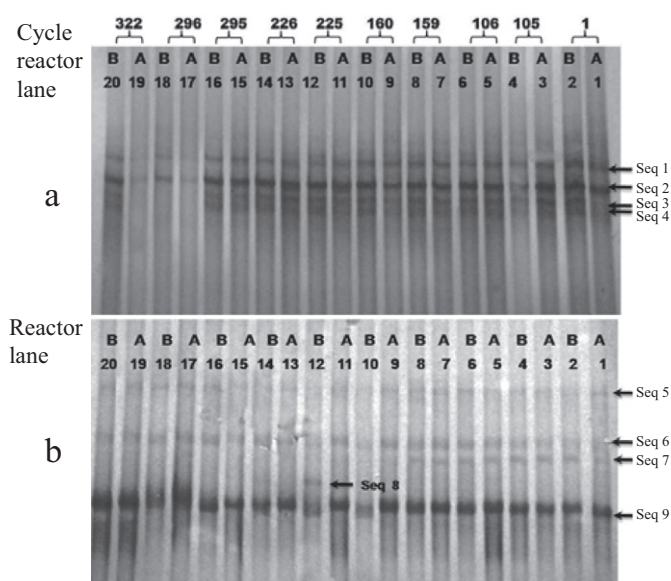 Cycle 322 296 295 226 225 160 159 106 105 1
reactor B A B A B A B A B A B A B A B A B A B A
lane 20 19 18 17 16 15 14 13 12 11 10 9 8 7 6 5 4 3 2 1
Seq 1
Seq 2
a
Seq 3
Seq 4
Reactor B A B A B A B A B A B A B A B A B A B A
lane 20 19 18 17 16 15 14 13 12 11 10 9 8 7 6 5 4 3 2 1
Seq 5
b
Seq 6
Seq 7
Seq 8
Seq 9